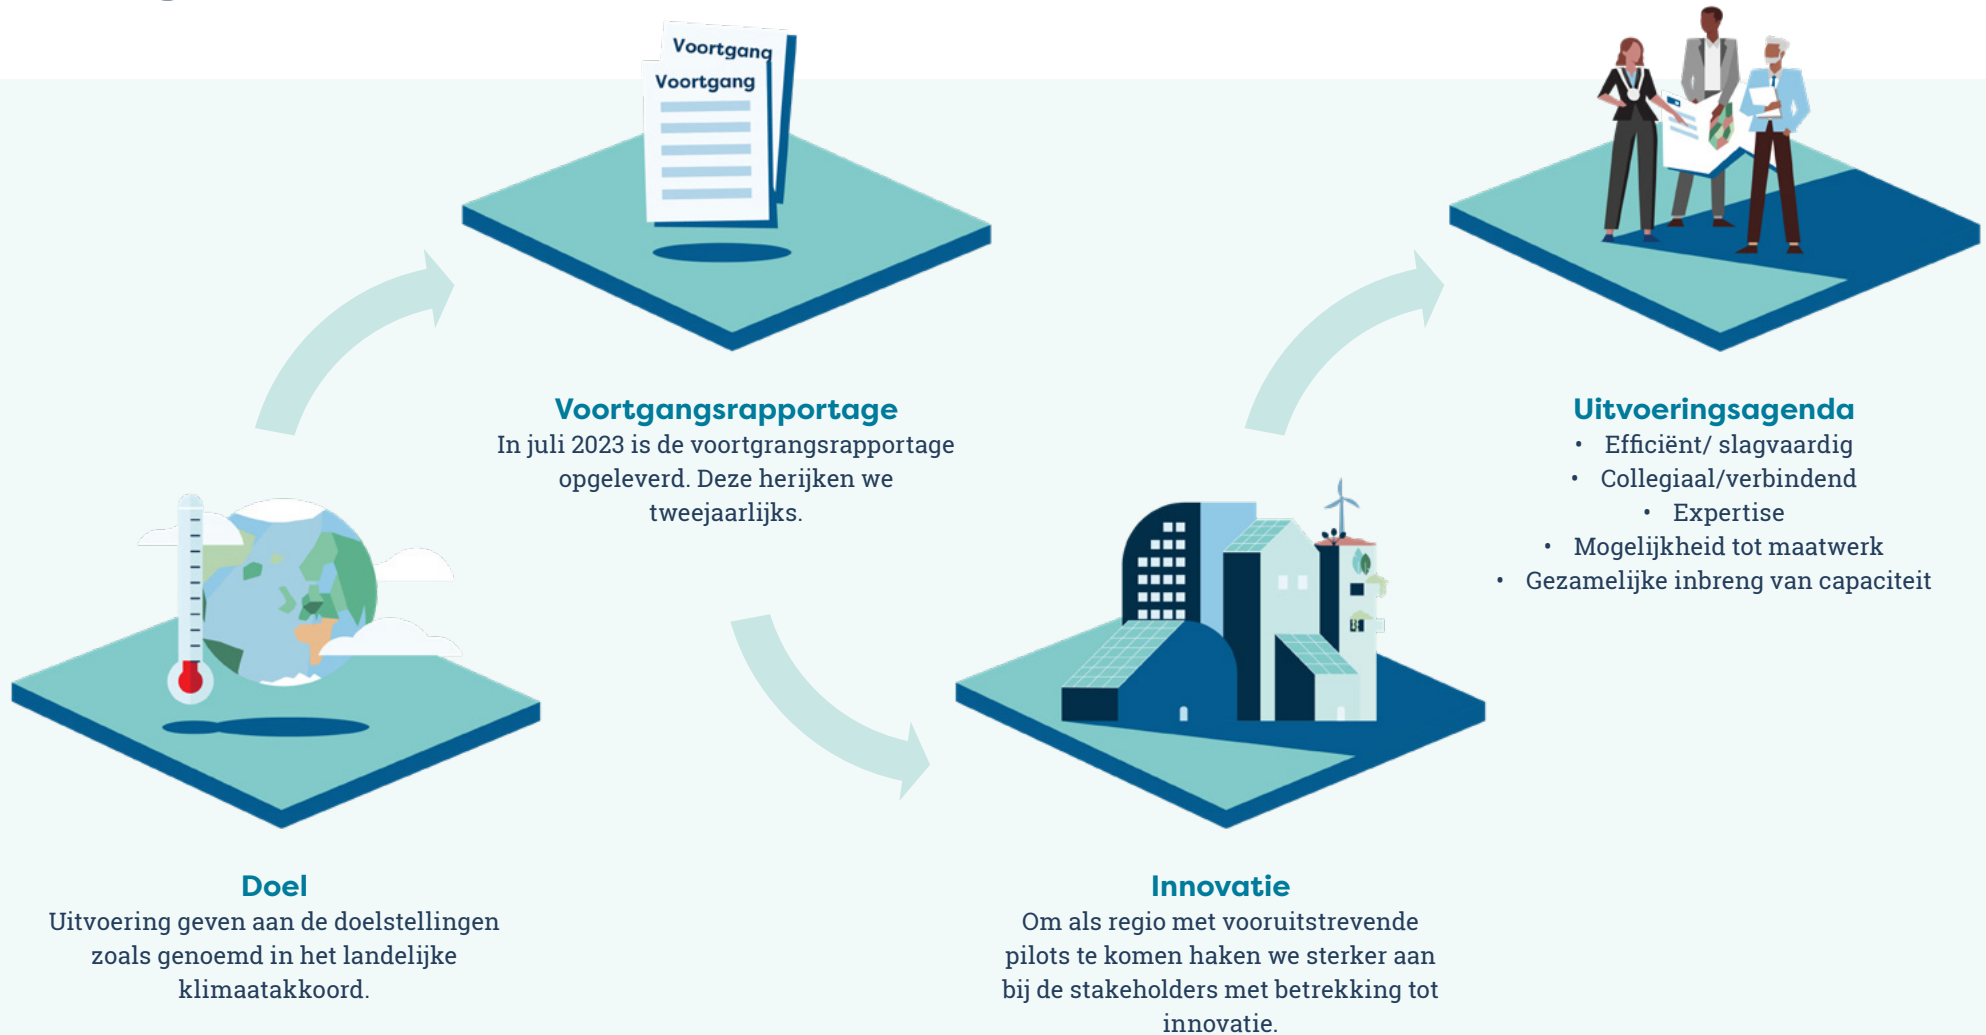 Voortgang
Voortgang
Voortgangsrapportage
In juli 2023 is de voortgrangsrapportage
opgeleverd. Deze herijken we
tweejaarlijks.
Uitvoeringsagenda
• Efficiënt/ slagvaardig
• Collegiaal/verbindend
• Expertise
• Mogelijkheid tot maatwerk
• Gezamelijke inbreng van capaciteit
Doel
Uitvoering geven aan de doelstellingen
zoals genoemd in het landelijke
klimaatakkoord.
Innovatie
Om als regio met vooruitstrevende
pilots te komen haken we sterker aan
bij de stakeholders met betrekking tot
innovatie.